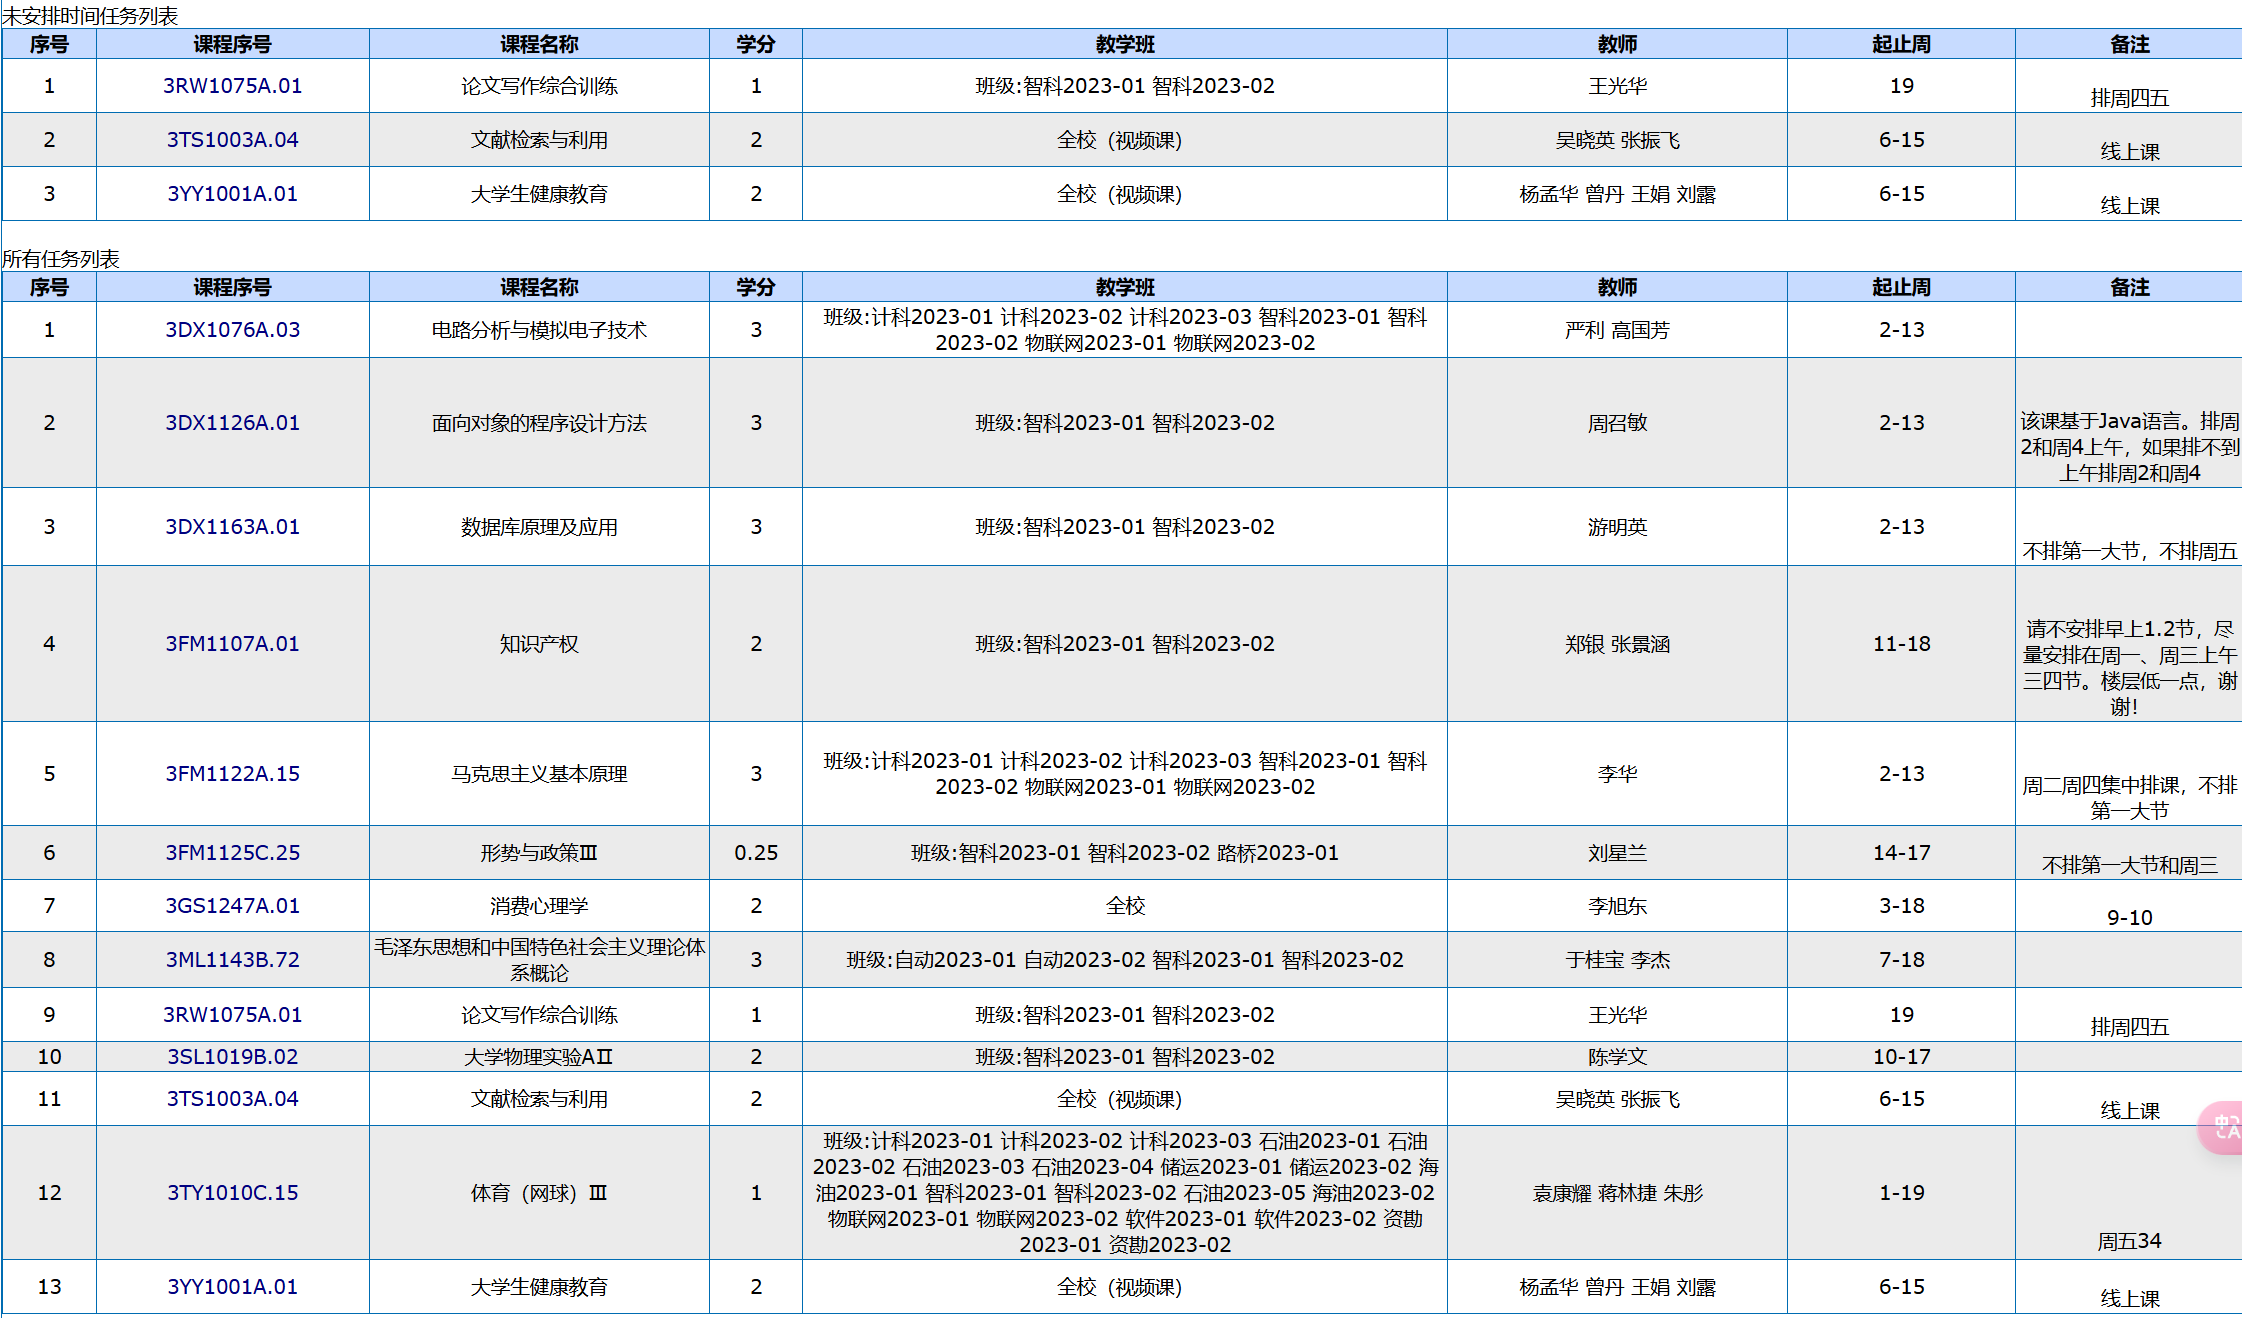 未安排时间任务列表
序号 课程序号 课程名称 学分 教学班 教师 起止周 备注
1 3RW1075A.01 论文写作综合训练 1 班级:智科2023-01 智科2023-02 王光华 19 排周四五
2 3TS1003A.04 文献检索与利用 2 全校（视频课） 吴晓英 张振飞 6-15 线上课
3 3YY1001A.01 大学生健康教育 2 全校（视频课） 杨孟华 曾丹 王娟 刘露 6-15 线上课
所有任务列表
序号 课程序号 课程名称 学分 教学班 教师 起止周 备注
1 3DX1076A.03 电路分析与模拟电子技术 3 班级:计科2023-01 计科2023-02 计科2023-03 智科2023-01 智科
2023-02 物联网2023-01 物联网2023-02 严利 高国芳 2-13
2 3DX1126A.01 面向对象的程序设计方法 3 班级:智科2023-01 智科2023-02 周召敏 2-13 该课基于Java语言。排周
2和周4上午，如果排不到
上午排周2和周4
3 3DX1163A.01 数据库原理及应用 3 班级:智科2023-01 智科2023-02 游明英 2-13 不排第一大节，不排周五
4 3FM1107A.01 知识产权 2 班级:智科2023-01 智科2023-02 郑银 张景涵 11-18 请不安排早上1.2节，尽
量安排在周一、周三上午
三四节。楼层低一点，谢
谢！
5 3FM1122A.15 马克思主义基本原理 3 班级:计科2023-01 计科2023-02 计科2023-03 智科2023-01 智科
2023-02 物联网2023-01 物联网2023-02 李华 2-13 周二周四集中排课，不排
第一大节
6 3FM1125C.25 形势与政策Ⅲ 0.25 班级:智科2023-01 智科2023-02 路桥2023-01 刘星兰 14-17 不排第一大节和周三
7 3GS1247A.01 消费心理学 2 全校 李旭东 3-18 9-10
8 3ML1143B.72 毛泽东思想和中国特色社会主义理论体
系概论 3 班级:自动2023-01 自动2023-02 智科2023-01 智科2023-02 于桂宝 李杰 7-18
9 3RW1075A.01 论文写作综合训练 1 班级:智科2023-01 智科2023-02 王光华 19 排周四五
10 3SL1019B.02 大学物理实验AⅡ 2 班级:智科2023-01 智科2023-02 陈学文 10-17
11 3TS1003A.04 文献检索与利用 2 全校（视频课） 吴晓英 张振飞 6-15 线上课
12 3TY1010C.15 体育（网球）Ⅲ 1 班级:计科2023-01 计科2023-02 计科2023-03 石油2023-01 石油
2023-02 石油2023-03 石油2023-04 储运2023-01 储运2023-02 海
油2023-01 智科2023-01 智科2023-02 石油2023-05 海油2023-02
物联网2023-01 物联网2023-02 软件2023-01 软件2023-02 资勘
2023-01 资勘2023-02 袁康耀 蒋林捷 朱彤 1-19 周五34
13 3YY1001A.01 大学生健康教育 2 全校（视频课） 杨孟华 曾丹 王娟 刘露 6-15 线上课